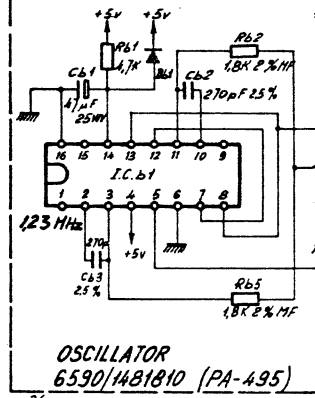 +5v +5v
Rb1
4,7K
Cb1
47µF
25WV
Bb1
Rb2
1,8K 2% MF
Cb2
270pF 2.5%
16 15 14 13 12 11 10 9
I.C.b1
1 2 3 4 5 6 7 8
1,23 MHz
270p
Cb3
2.5%
+5v
Rb5
1,8K 2% MF
OSCILLATOR
6590/1481810 (PA-495)